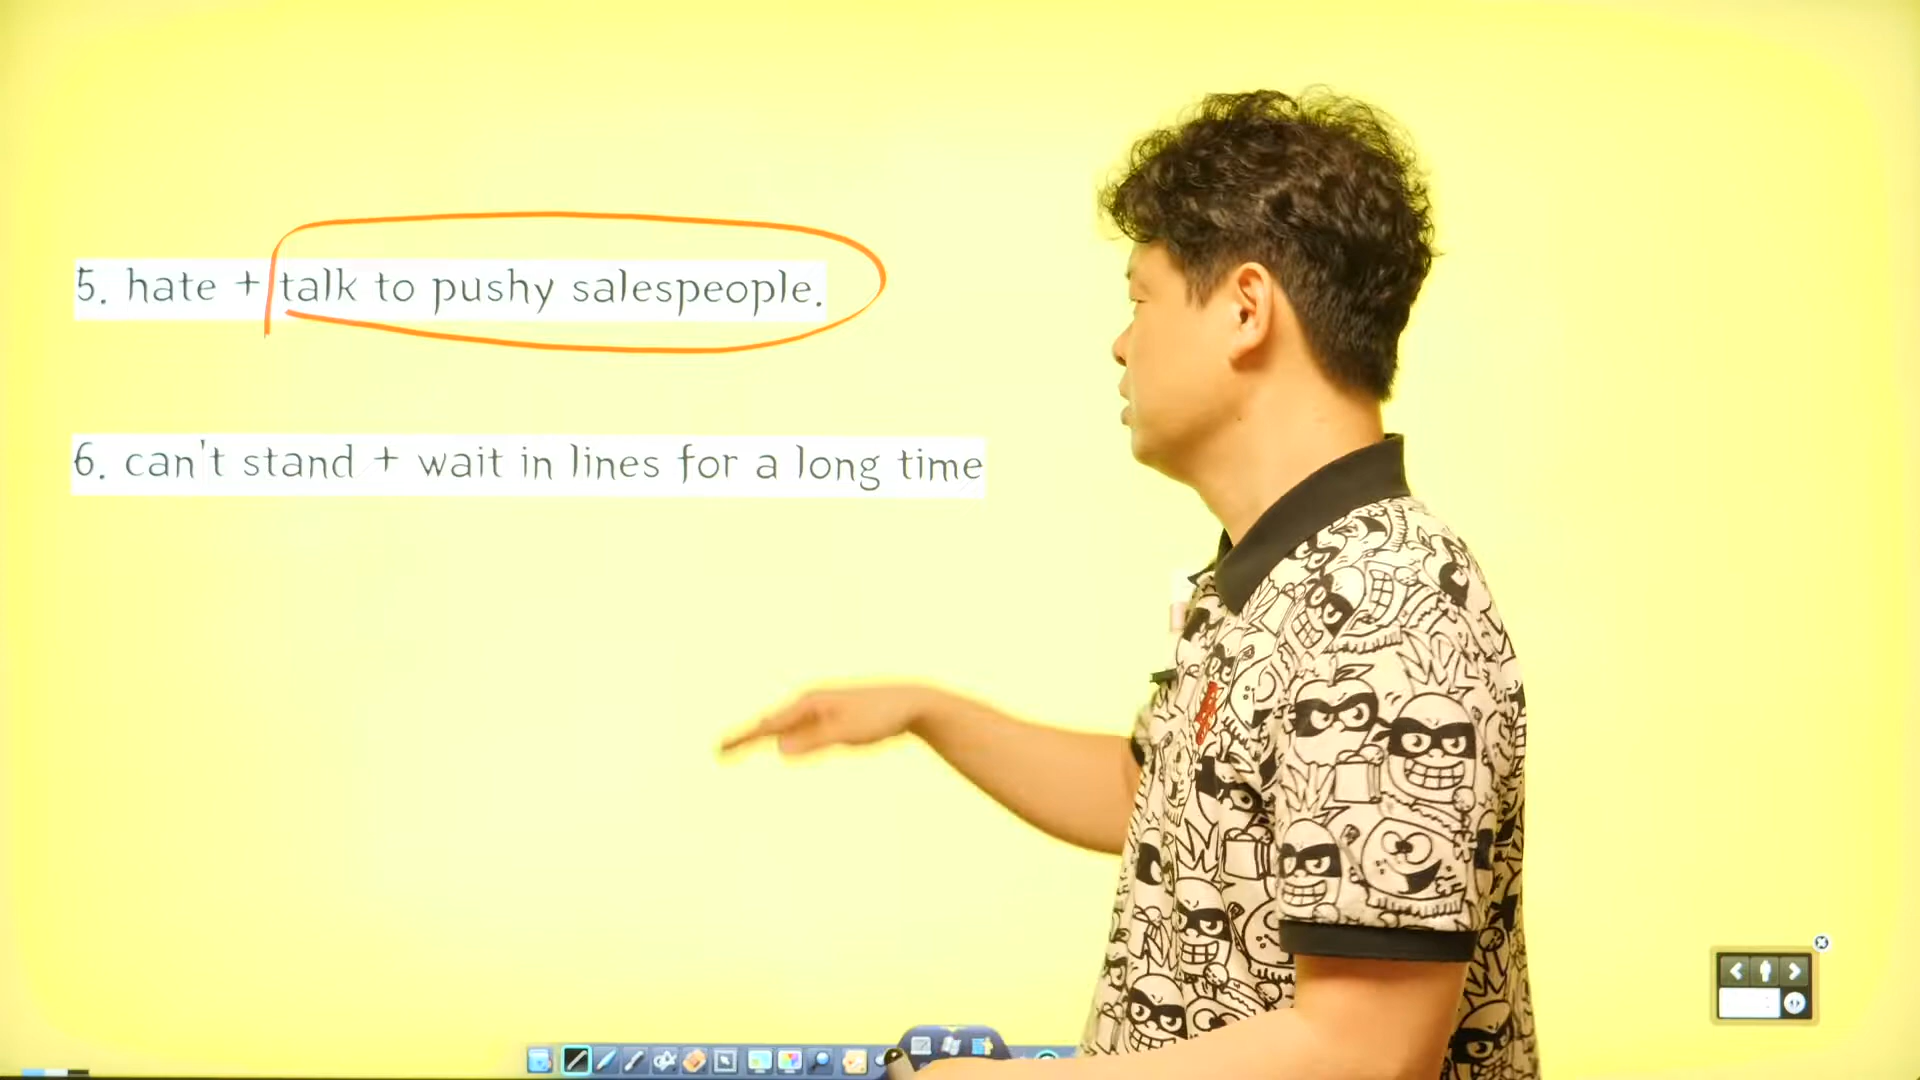 5. hate + talk to pushy salespeople.
6. can't stand + wait in lines for a long time